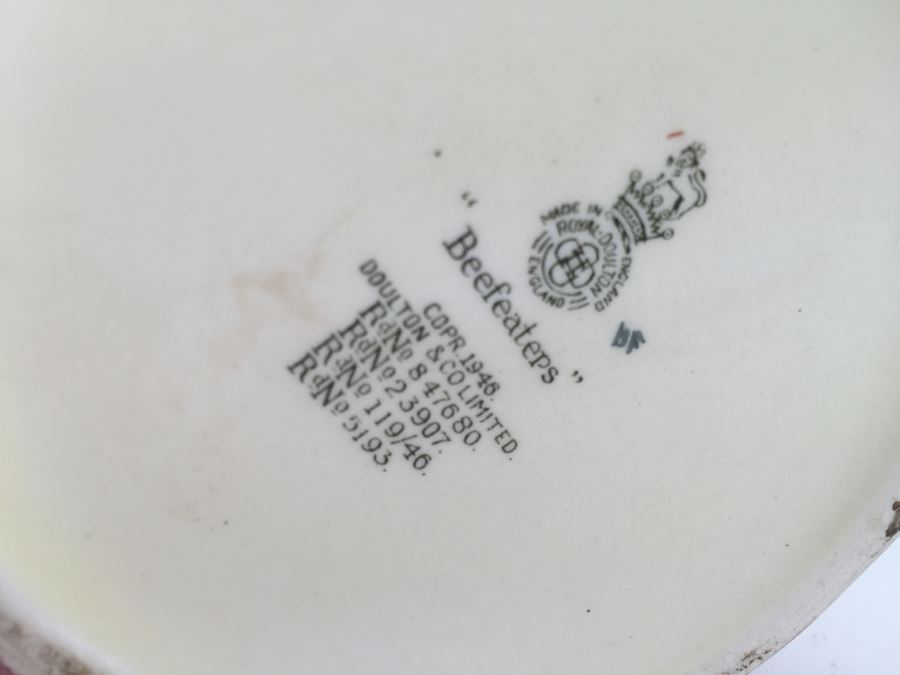 MADE IN ENGLAND
ROYAL·DOULTON
ENGLAND
"Beefeaters"
COPR.1946.
DOULTON & CO LIMITED.
RdNo 847680.
RdNo 23907.
RdNo 119/46.
RdNo 5193.